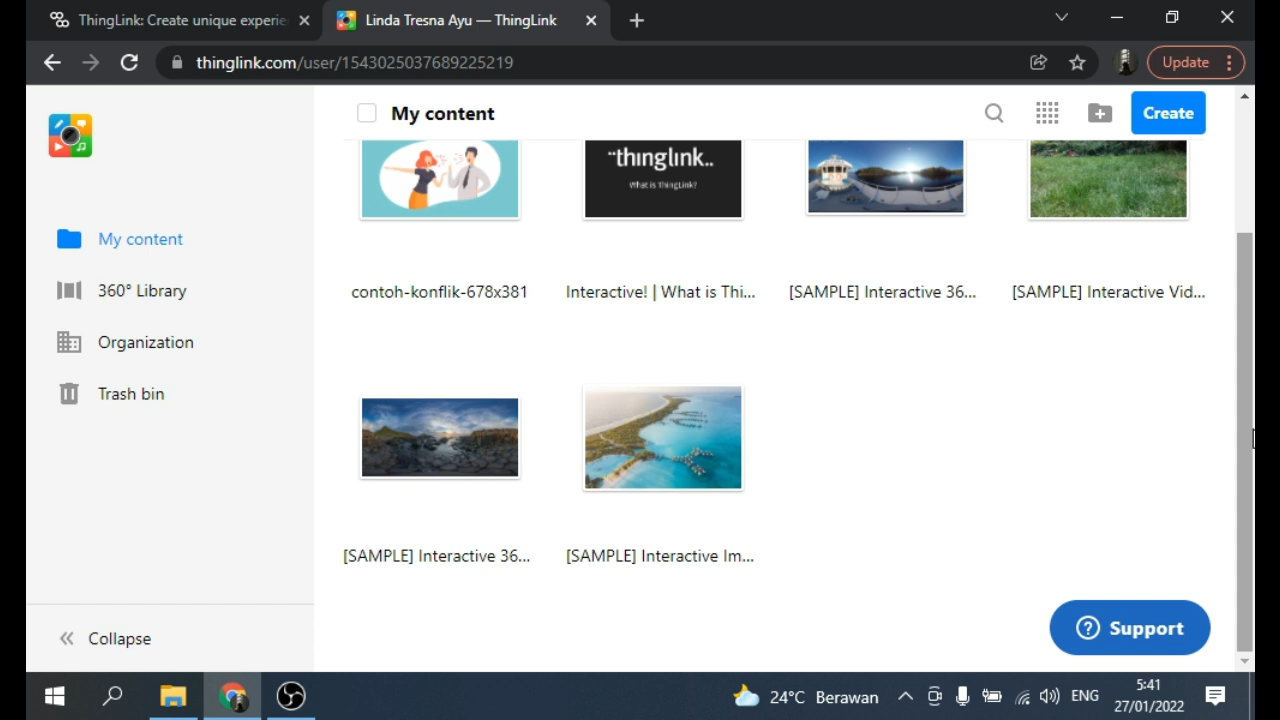 ThingLink: Create unique experie
Linda Tresna Ayu — ThingLink
thinglink.com/user/1543025037689225219
Update
My content
Create
My content
360° Library
Organization
Trash bin
Collapse
¨thınglınk..
What is ThingLink?
contoh-konflik-678x381
Interactive! | What is Thi...
[SAMPLE] Interactive 36...
[SAMPLE] Interactive Vid...
[SAMPLE] Interactive 36...
[SAMPLE] Interactive Im...
Support
24°C Berawan
ENG
5:41
27/01/2022